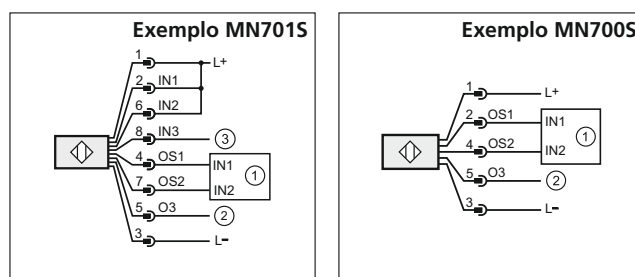 Exemplo MN701S
1 L+
2 IN1
6 IN2
8 IN3 3
4 OS1 IN1
1
7 OS2 IN2
5 O3 2
3 L-
Exemplo MN700S
1 L+
2 OS1 IN1
1
4 OS2 IN2
5 O3 2
3 L-